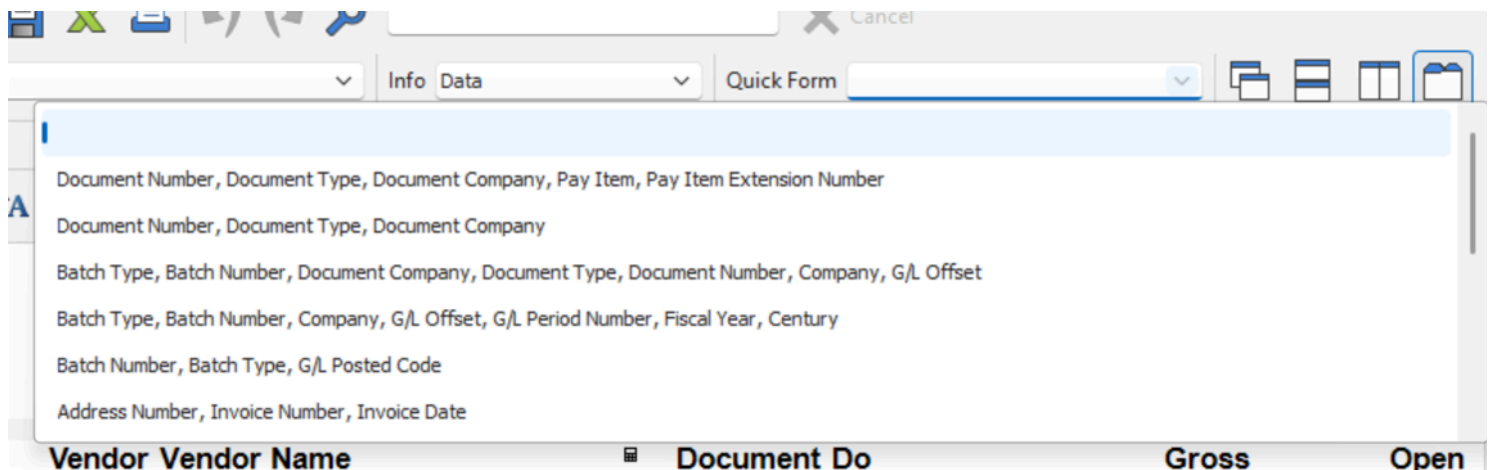 Cancel
Info Data Quick Form
Document Number, Document Type, Document Company, Pay Item, Pay Item Extension Number
A
Document Number, Document Type, Document Company
Batch Type, Batch Number, Document Company, Document Type, Document Number, Company, G/L Offset
Batch Type, Batch Number, Company, G/L Offset, G/L Period Number, Fiscal Year, Century
Batch Number, Batch Type, G/L Posted Code
Address Number, Invoice Number, Invoice Date
Vendor Vendor Name Document Do Gross Open